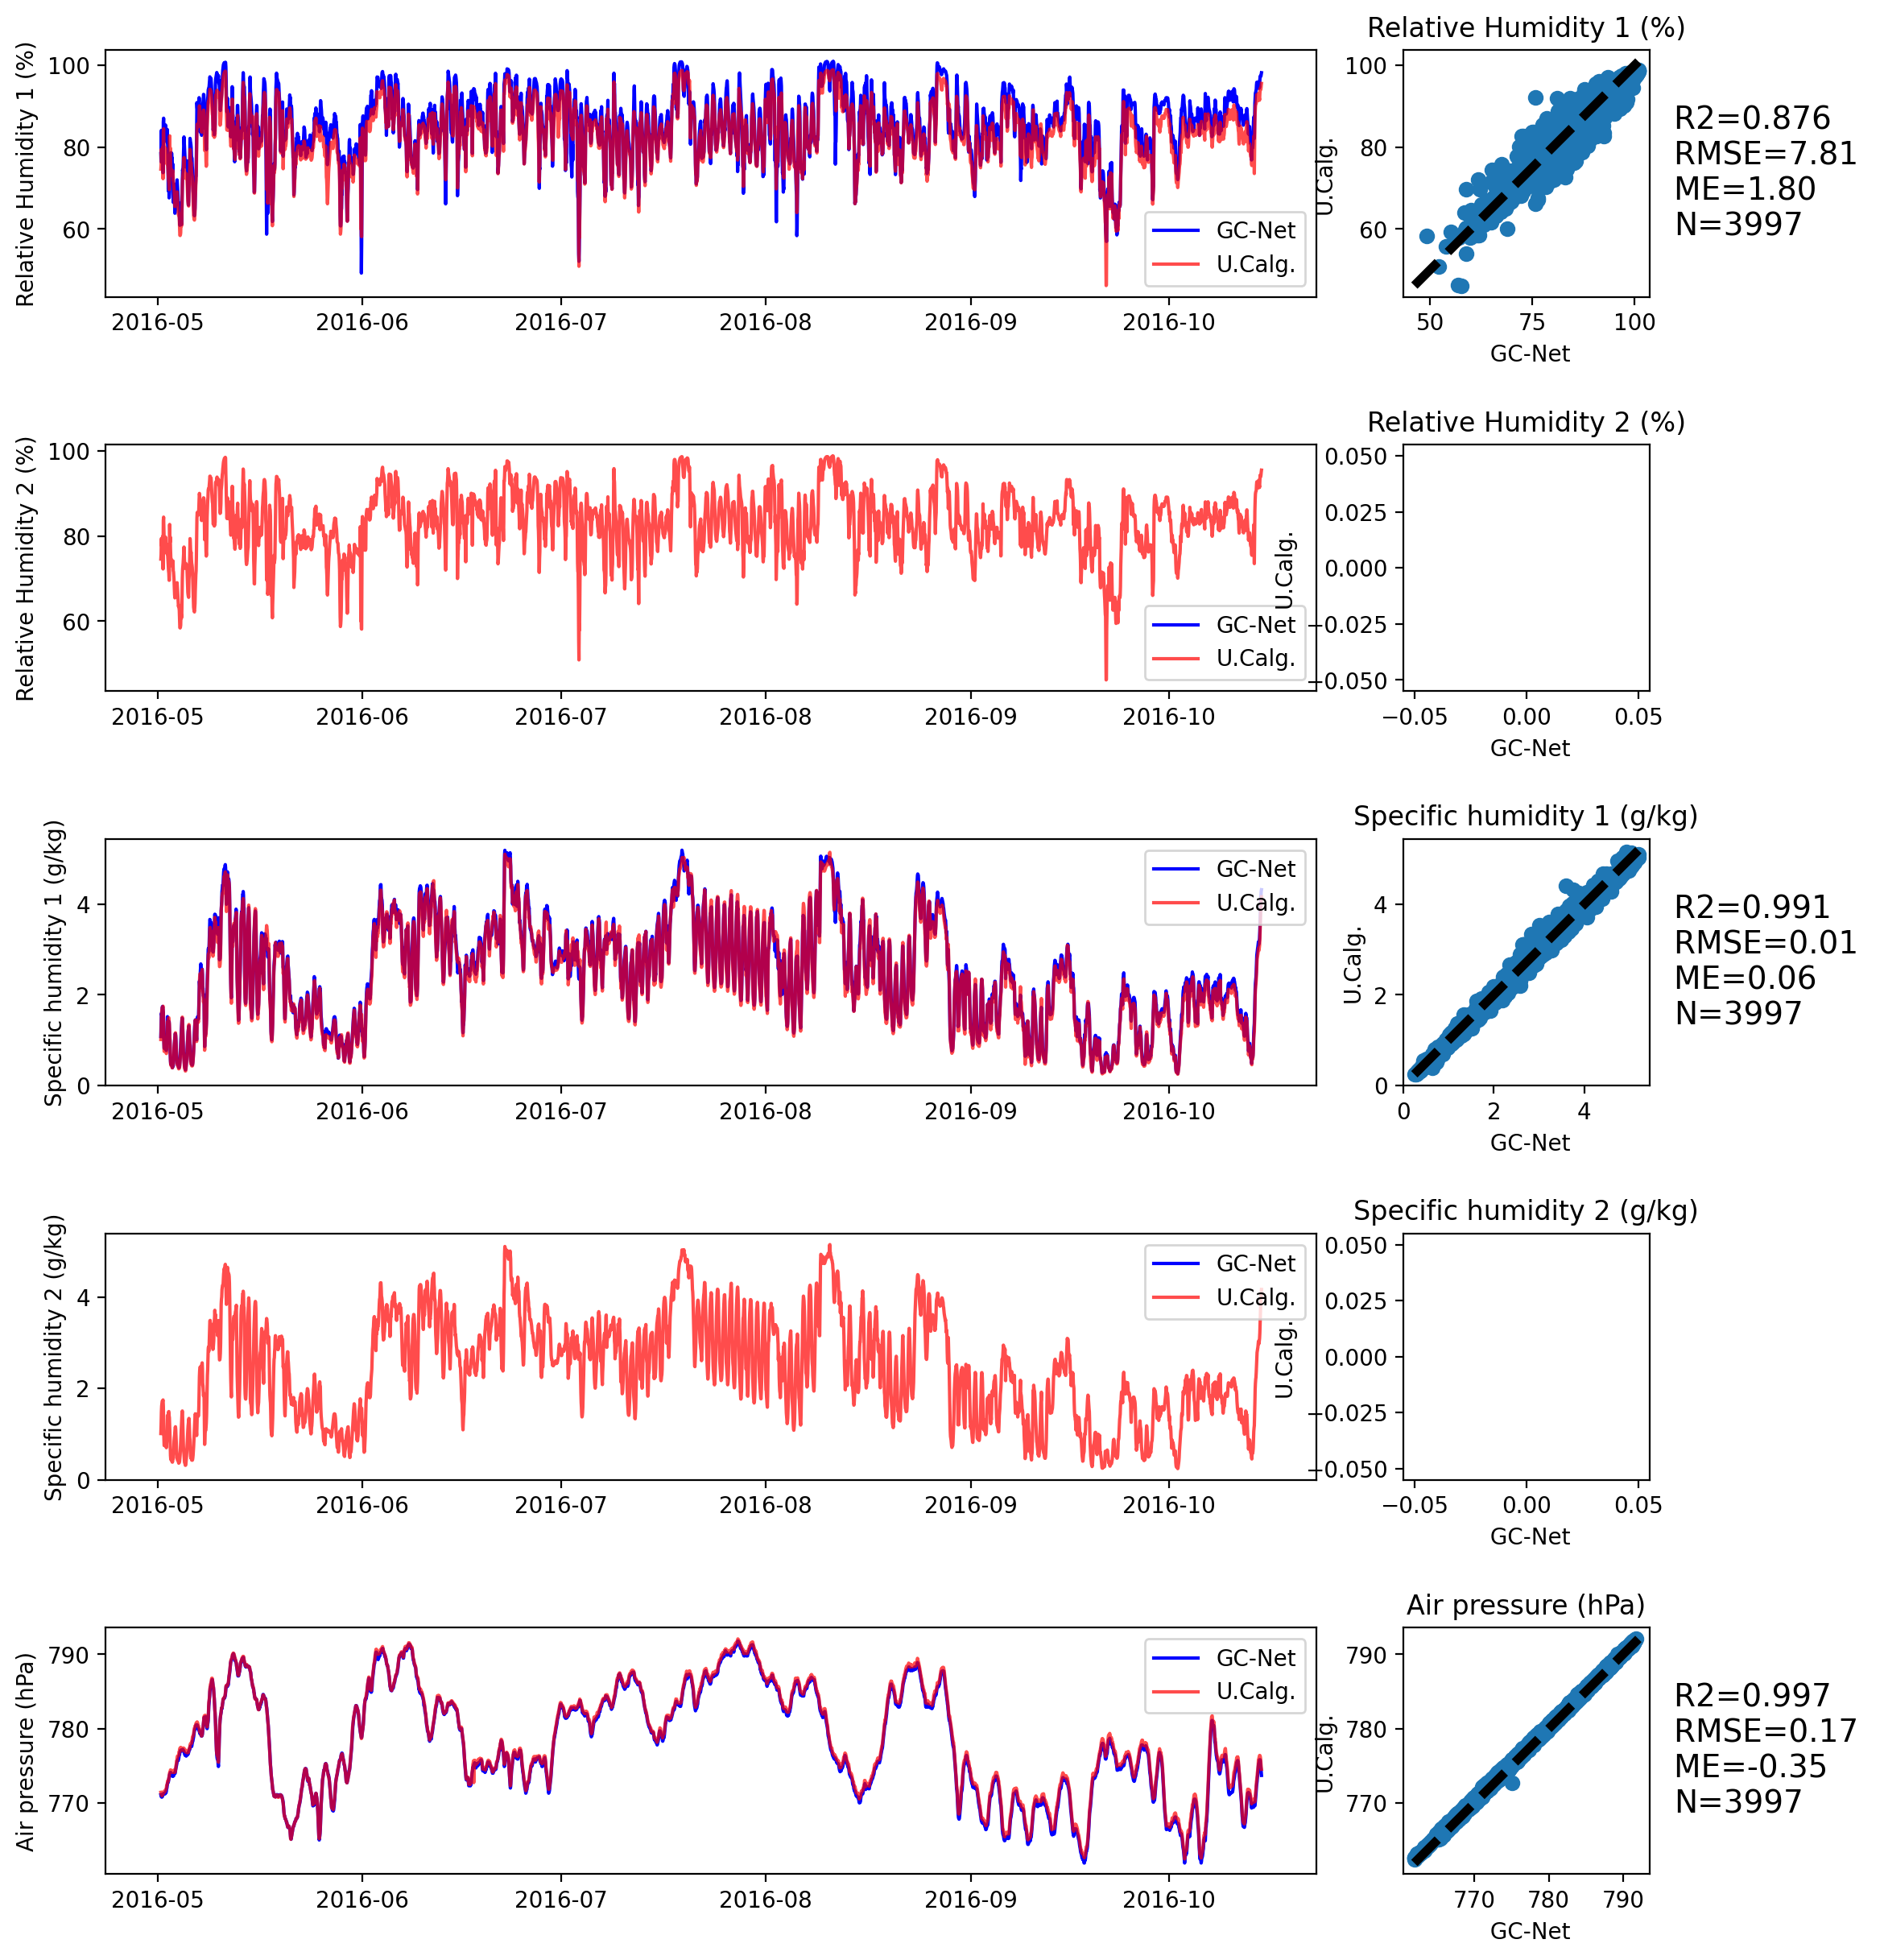 Relative Humidity 1 (%)
Relative Humidity 1 (%)
100
80
60
GC-Net
U.Calg.
2016-05 2016-06 2016-07 2016-08 2016-09 2016-10
U.Calg.
100
80
60
50 75 100
GC-Net
R2=0.876
RMSE=7.81
ME=1.80
N=3997
Relative Humidity 2 (%)
Relative Humidity 2 (%)
100
80
60
GC-Net
U.Calg.
2016-05 2016-06 2016-07 2016-08 2016-09 2016-10
U.Calg.
0.050
0.025
0.000
−0.025
−0.050
−0.05 0.00 0.05
GC-Net
Specific humidity 1 (g/kg)
Specific humidity 1 (g/kg)
4
2
0
GC-Net
U.Calg.
2016-05 2016-06 2016-07 2016-08 2016-09 2016-10
U.Calg.
4
2
0
0 2 4
GC-Net
R2=0.991
RMSE=0.01
ME=0.06
N=3997
Specific humidity 2 (g/kg)
Specific humidity 2 (g/kg)
4
2
0
GC-Net
U.Calg.
2016-05 2016-06 2016-07 2016-08 2016-09 2016-10
U.Calg.
0.050
0.025
0.000
−0.025
−0.050
−0.05 0.00 0.05
GC-Net
Air pressure (hPa)
Air pressure (hPa)
790
780
770
GC-Net
U.Calg.
2016-05 2016-06 2016-07 2016-08 2016-09 2016-10
U.Calg.
790
780
770
770 780 790
GC-Net
R2=0.997
RMSE=0.17
ME=-0.35
N=3997